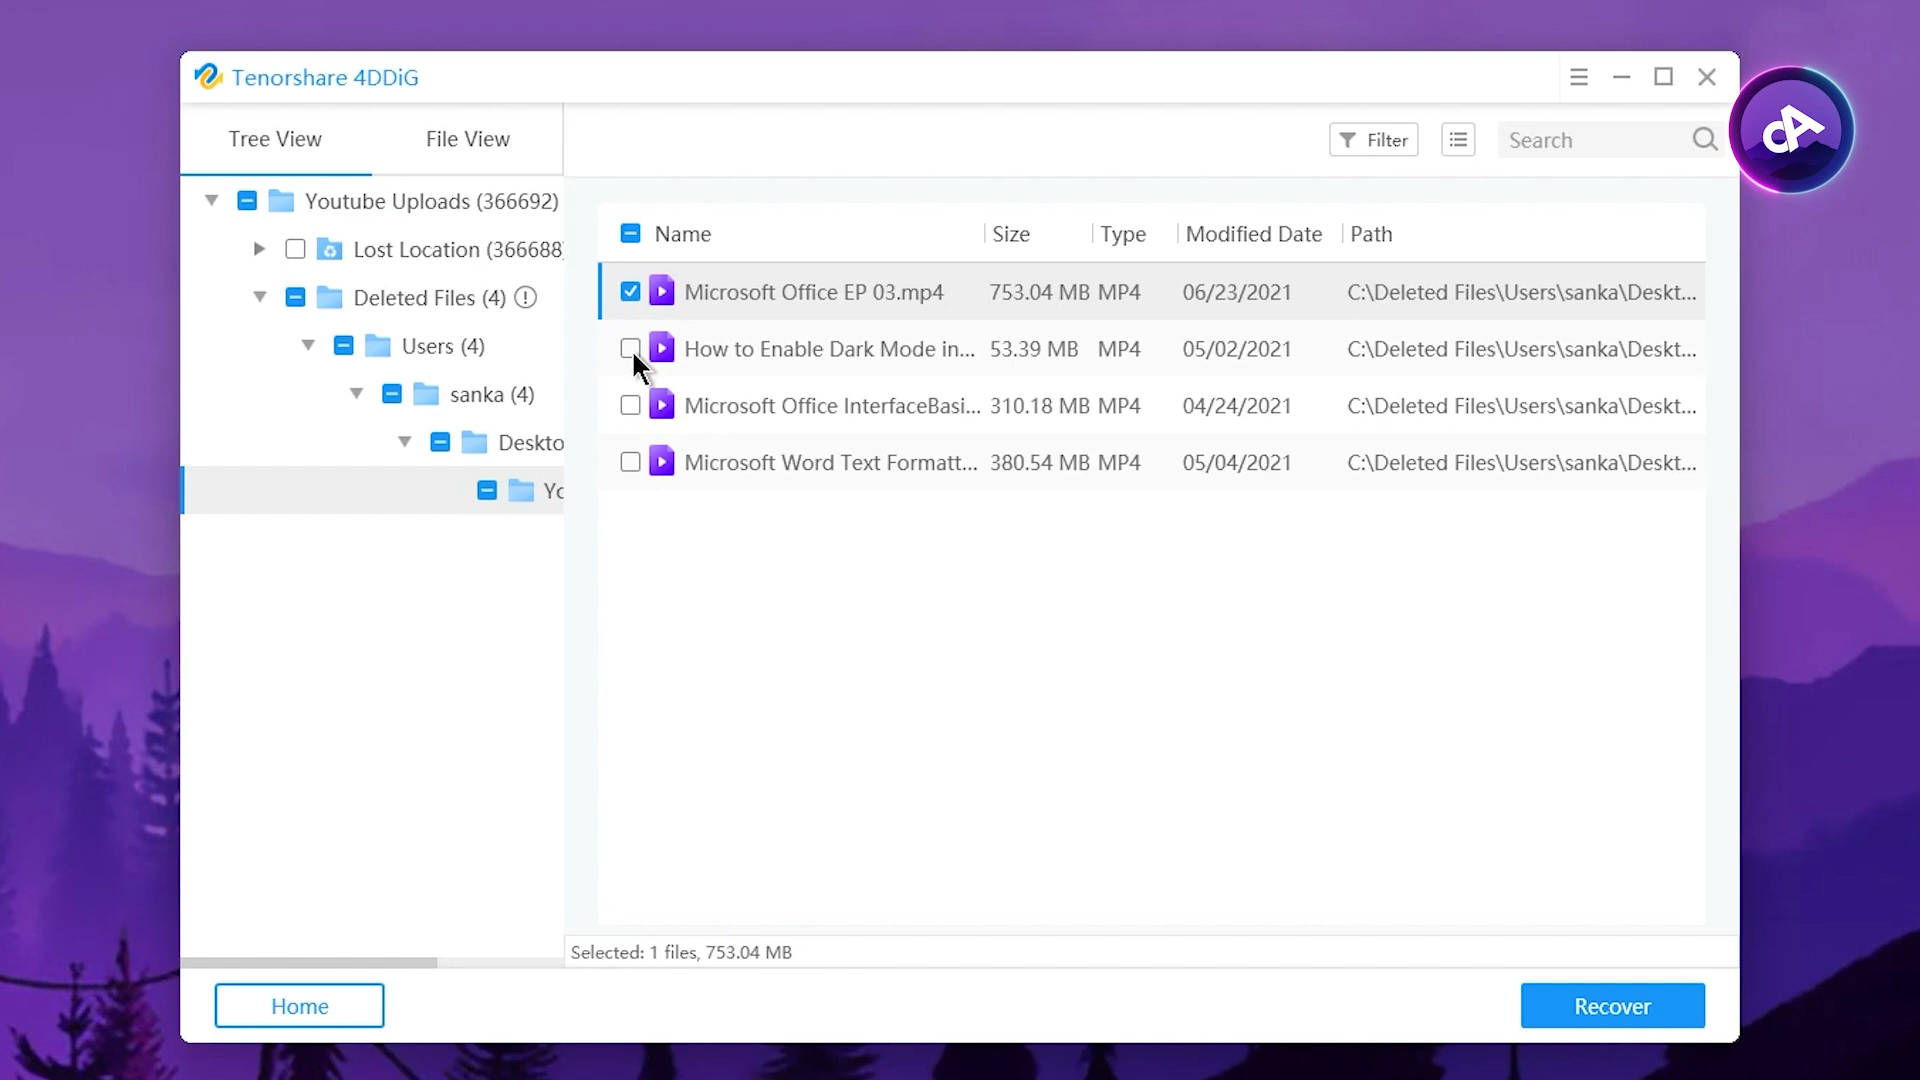 Tenorshare 4DDiG
Tree View File View
Filter Search
Youtube Uploads (366692)
Lost Location (366688)
Deleted Files (4)
Users (4)
sanka (4)
Deskto
Yo
Name Size Type Modified Date Path
Microsoft Office EP 03.mp4 753.04 MB MP4 06/23/2021 C:\Deleted Files\Users\sanka\Deskt...
How to Enable Dark Mode in... 53.39 MB MP4 05/02/2021 C:\Deleted Files\Users\sanka\Deskt...
Microsoft Office InterfaceBasi... 310.18 MB MP4 04/24/2021 C:\Deleted Files\Users\sanka\Deskt...
Microsoft Word Text Formatt... 380.54 MB MP4 05/04/2021 C:\Deleted Files\Users\sanka\Deskt...
Selected: 1 files, 753.04 MB
Home Recover